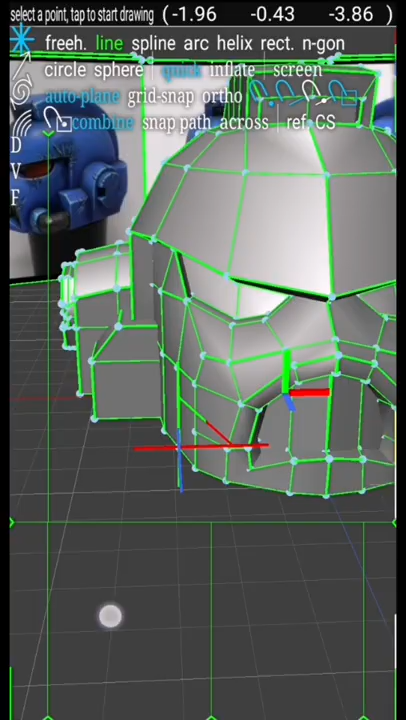 select a point, tap to start drawing (-1.96 -0.43 -3.86)
freeh. line spline arc helix rect. n-gon
circle sphere quick inflate screen
auto-plane grid-snap ortho
combine snap path across ref.CS
D
V
F